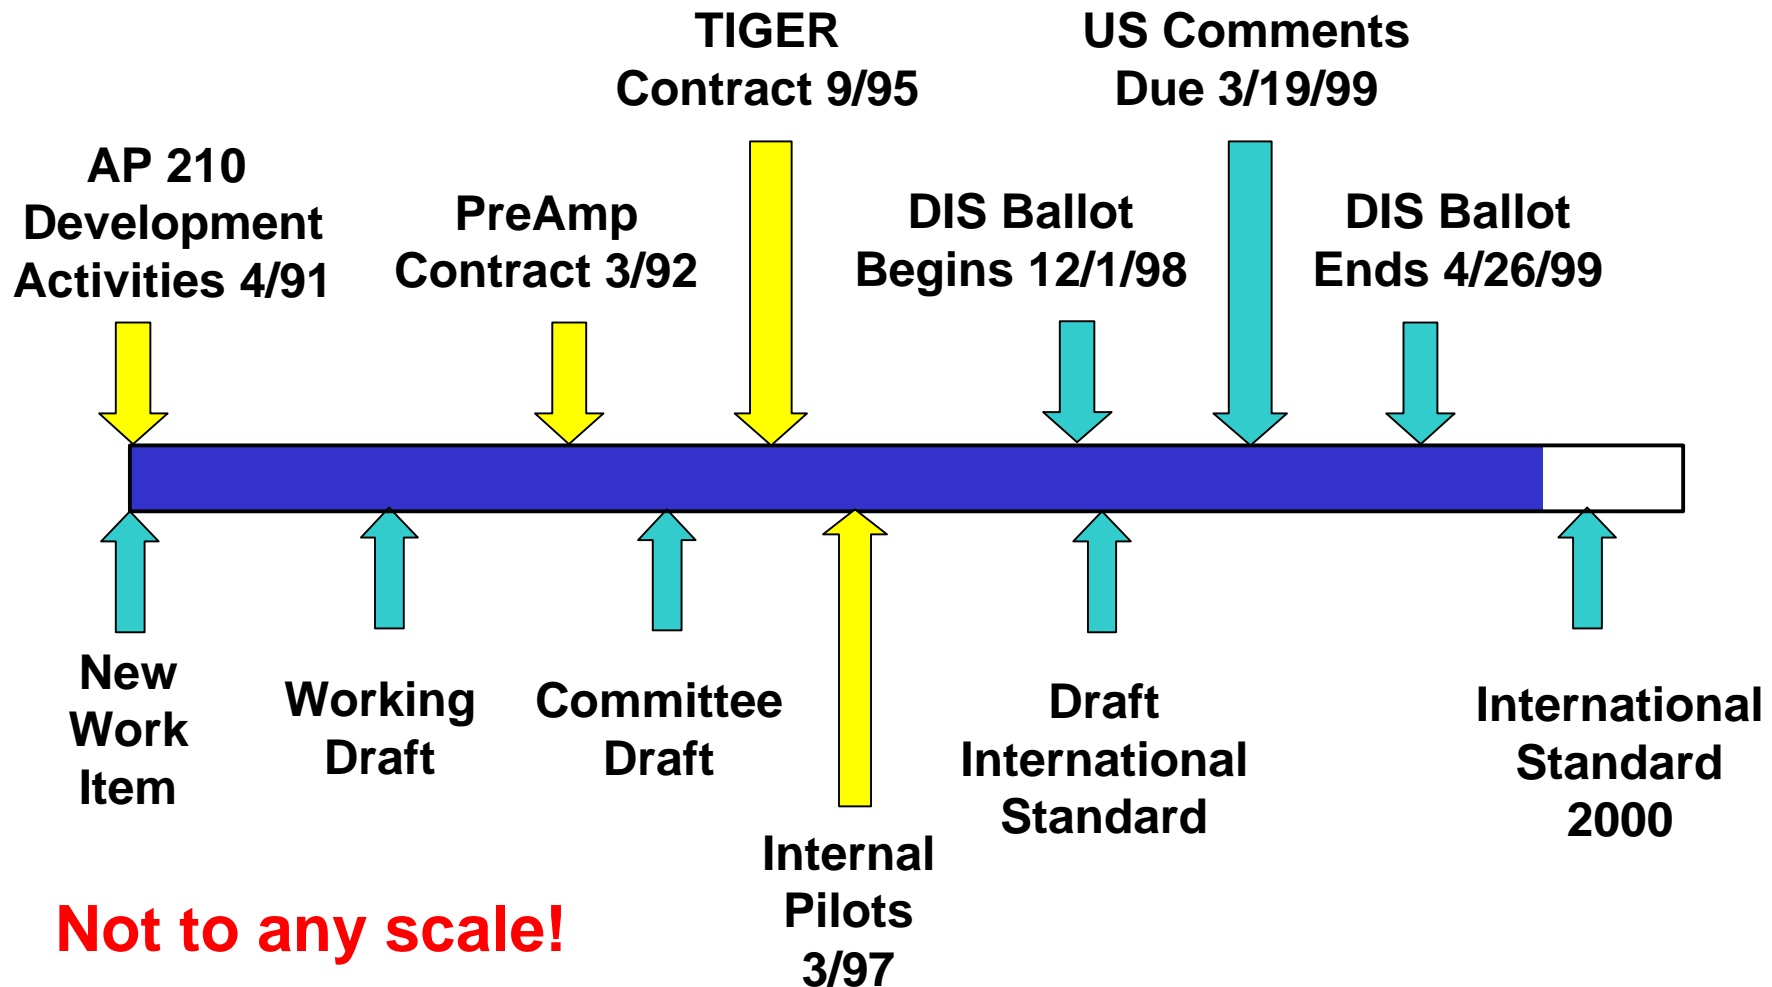 TIGER
Contract 9/95
US Comments
Due 3/19/99
AP 210
Development
Activities 4/91
PreAmp
Contract 3/92
DIS Ballot
Begins 12/1/98
DIS Ballot
Ends 4/26/99
New
Work
Item
Working
Draft
Committee
Draft
Internal
Pilots
3/97
Draft
International
Standard
International
Standard
2000
Not to any scale!